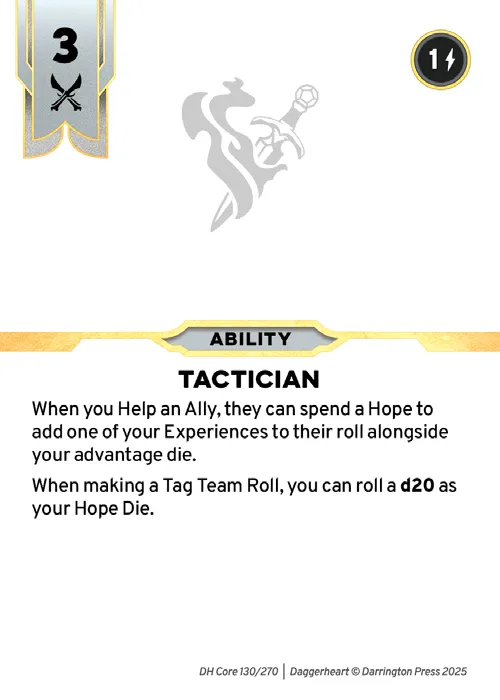 3
1
ABILITY
TACTICIAN
When you Help an Ally, they can spend a Hope to
add one of your Experiences to their roll alongside
your advantage die.
When making a Tag Team Roll, you can roll a d20 as
your Hope Die.
DH Core 130/270 | Daggerheart © Darrington Press 2025